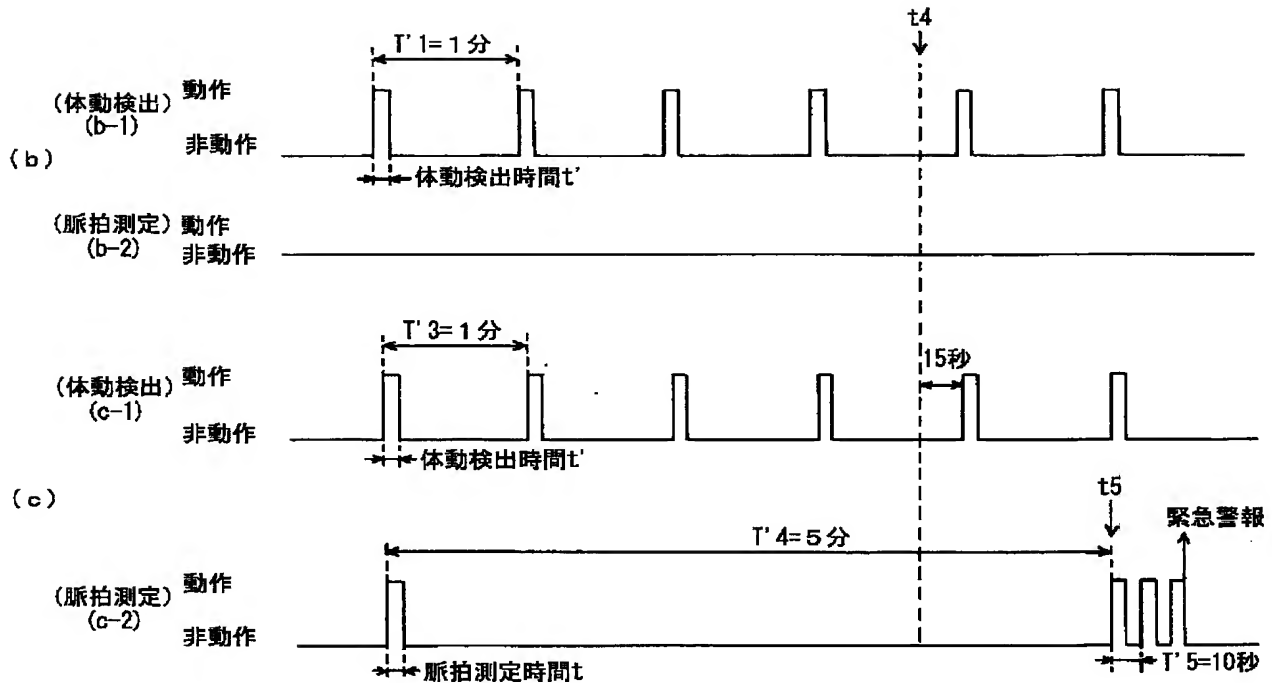 t4
T'1=1分
(体動検出) 動作
(b-1)
非動作
(b)
体動検出時間t'
(脈拍測定) 動作
(b-2) 非動作
T'3=1分
15秒
(体動検出) 動作
(c-1)
非動作
体動検出時間t'
(c)
t5
緊急警報
T'4=5分
(脈拍測定) 動作
(c-2)
非動作
脈拍測定時間t
T'5=10秒